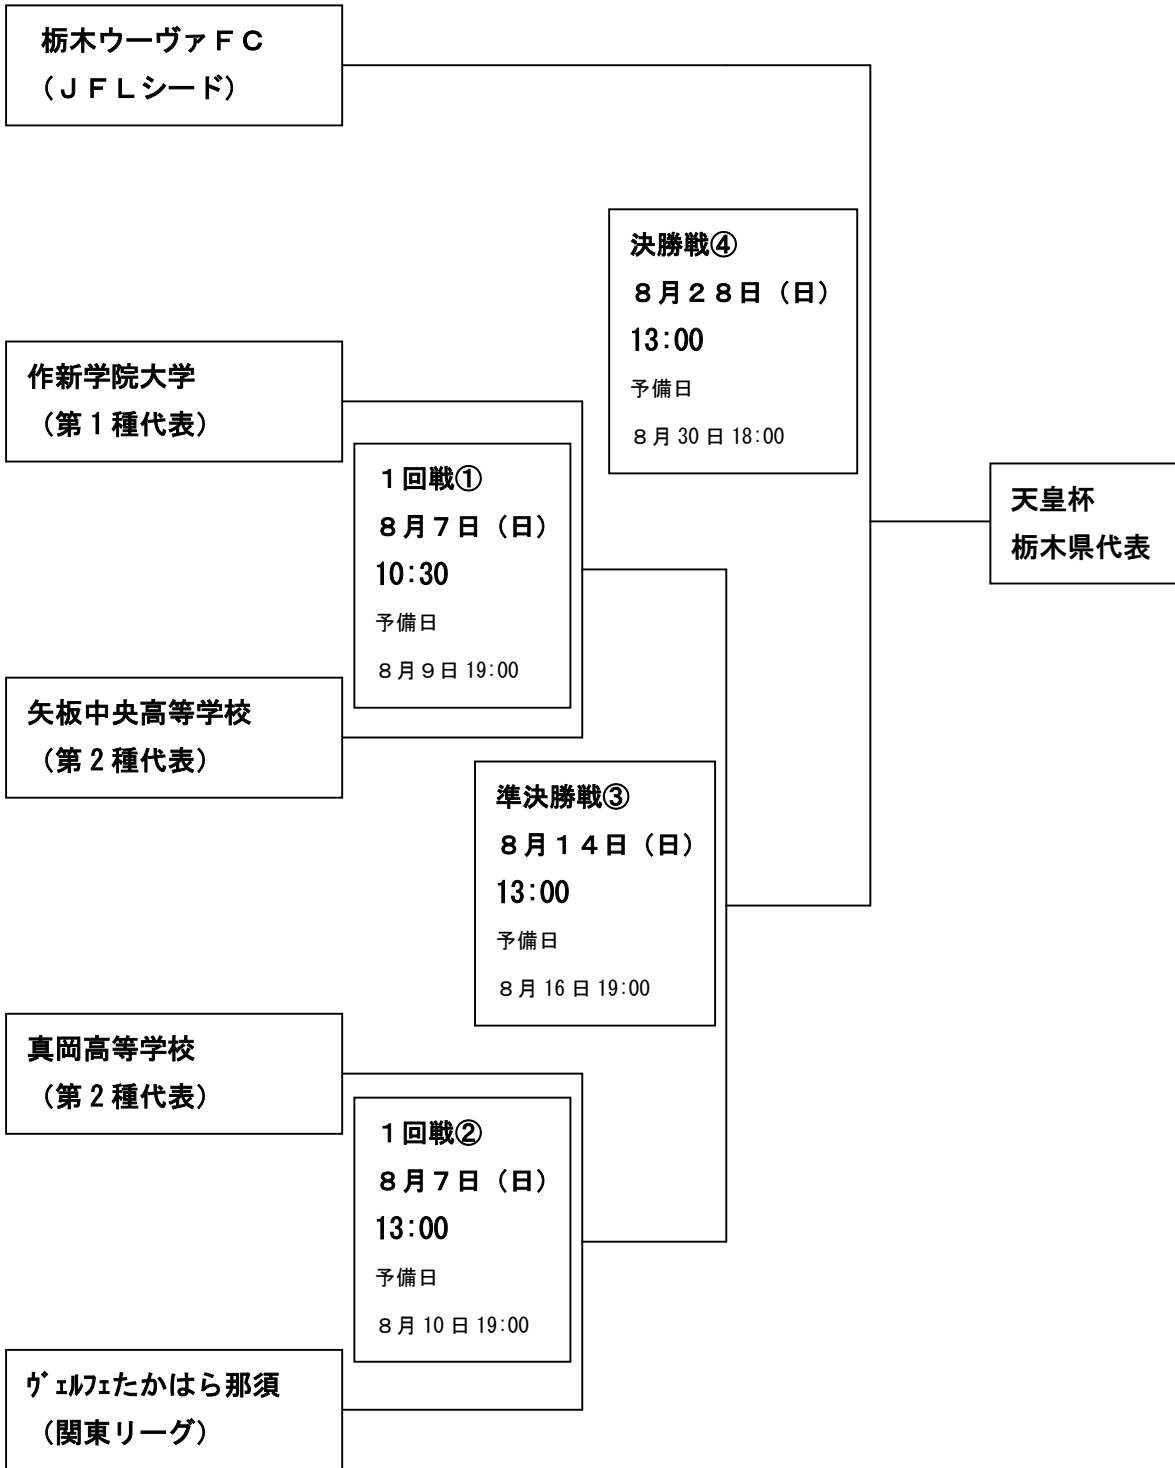 栃木ウーヴァＦＣ
（ＪＦＬシード）
決勝戦④
８月２８日（日）
13:00
予備日
８月 30 日 18:00
作新学院大学
（第１種代表）
１回戦①
８月７日（日）
10:30
予備日
８月９日 19:00
天皇杯
栃木県代表
矢板中央高等学校
（第２種代表）
準決勝戦③
８月１４日（日）
13:00
予備日
８月 16 日 19:00
真岡高等学校
（第２種代表）
１回戦②
８月７日（日）
13:00
予備日
８月 10 日 19:00
ｳﾞｪﾙﾌｪたかはら那須
（関東リーグ）